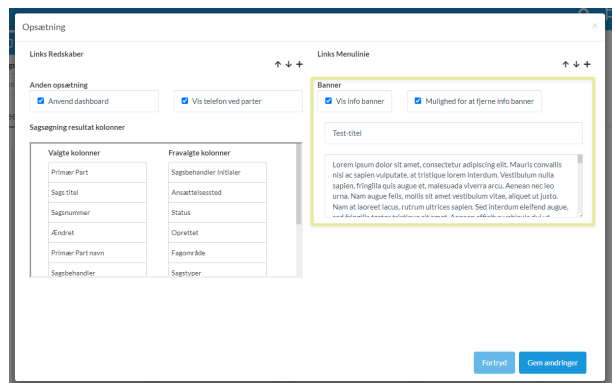 Opsætning
×
Links Redskaber
Links Menulinie
Anden opsætning
Anvend dashboard
Vis telefon ved parter
Banner
Vis info banner
Mulighed for at fjerne info banner
Test-titel
Lorem ipsum dolor sit amet, consectetur adipiscing elit. Mauris convallis
nisi ac sapien vulputate, at tristique lorem interdum. Vestibulum nulla
sapien, fringilla quis augue et, malesuada viverra arcu. Aenean nec leo
urna. Nam augue felis, mollis sit amet vestibulum vitae, aliquet ut justo.
Nam at laoreet lacus, rutrum ultrices sapien. Sed interdum eleifend augue,
Sagsøgning resultat kolonner
Valgte kolonner
Fravalgte kolonner
Primær Part
Sagsbehandler Initialer
Sags titel
Ansættelsessted
Sagsnummer
Status
Ændret
Oprettet
Primær Part navn
Fagområde
Sagsbehandler
Sagstyper
Fortryd
Gem ændringer